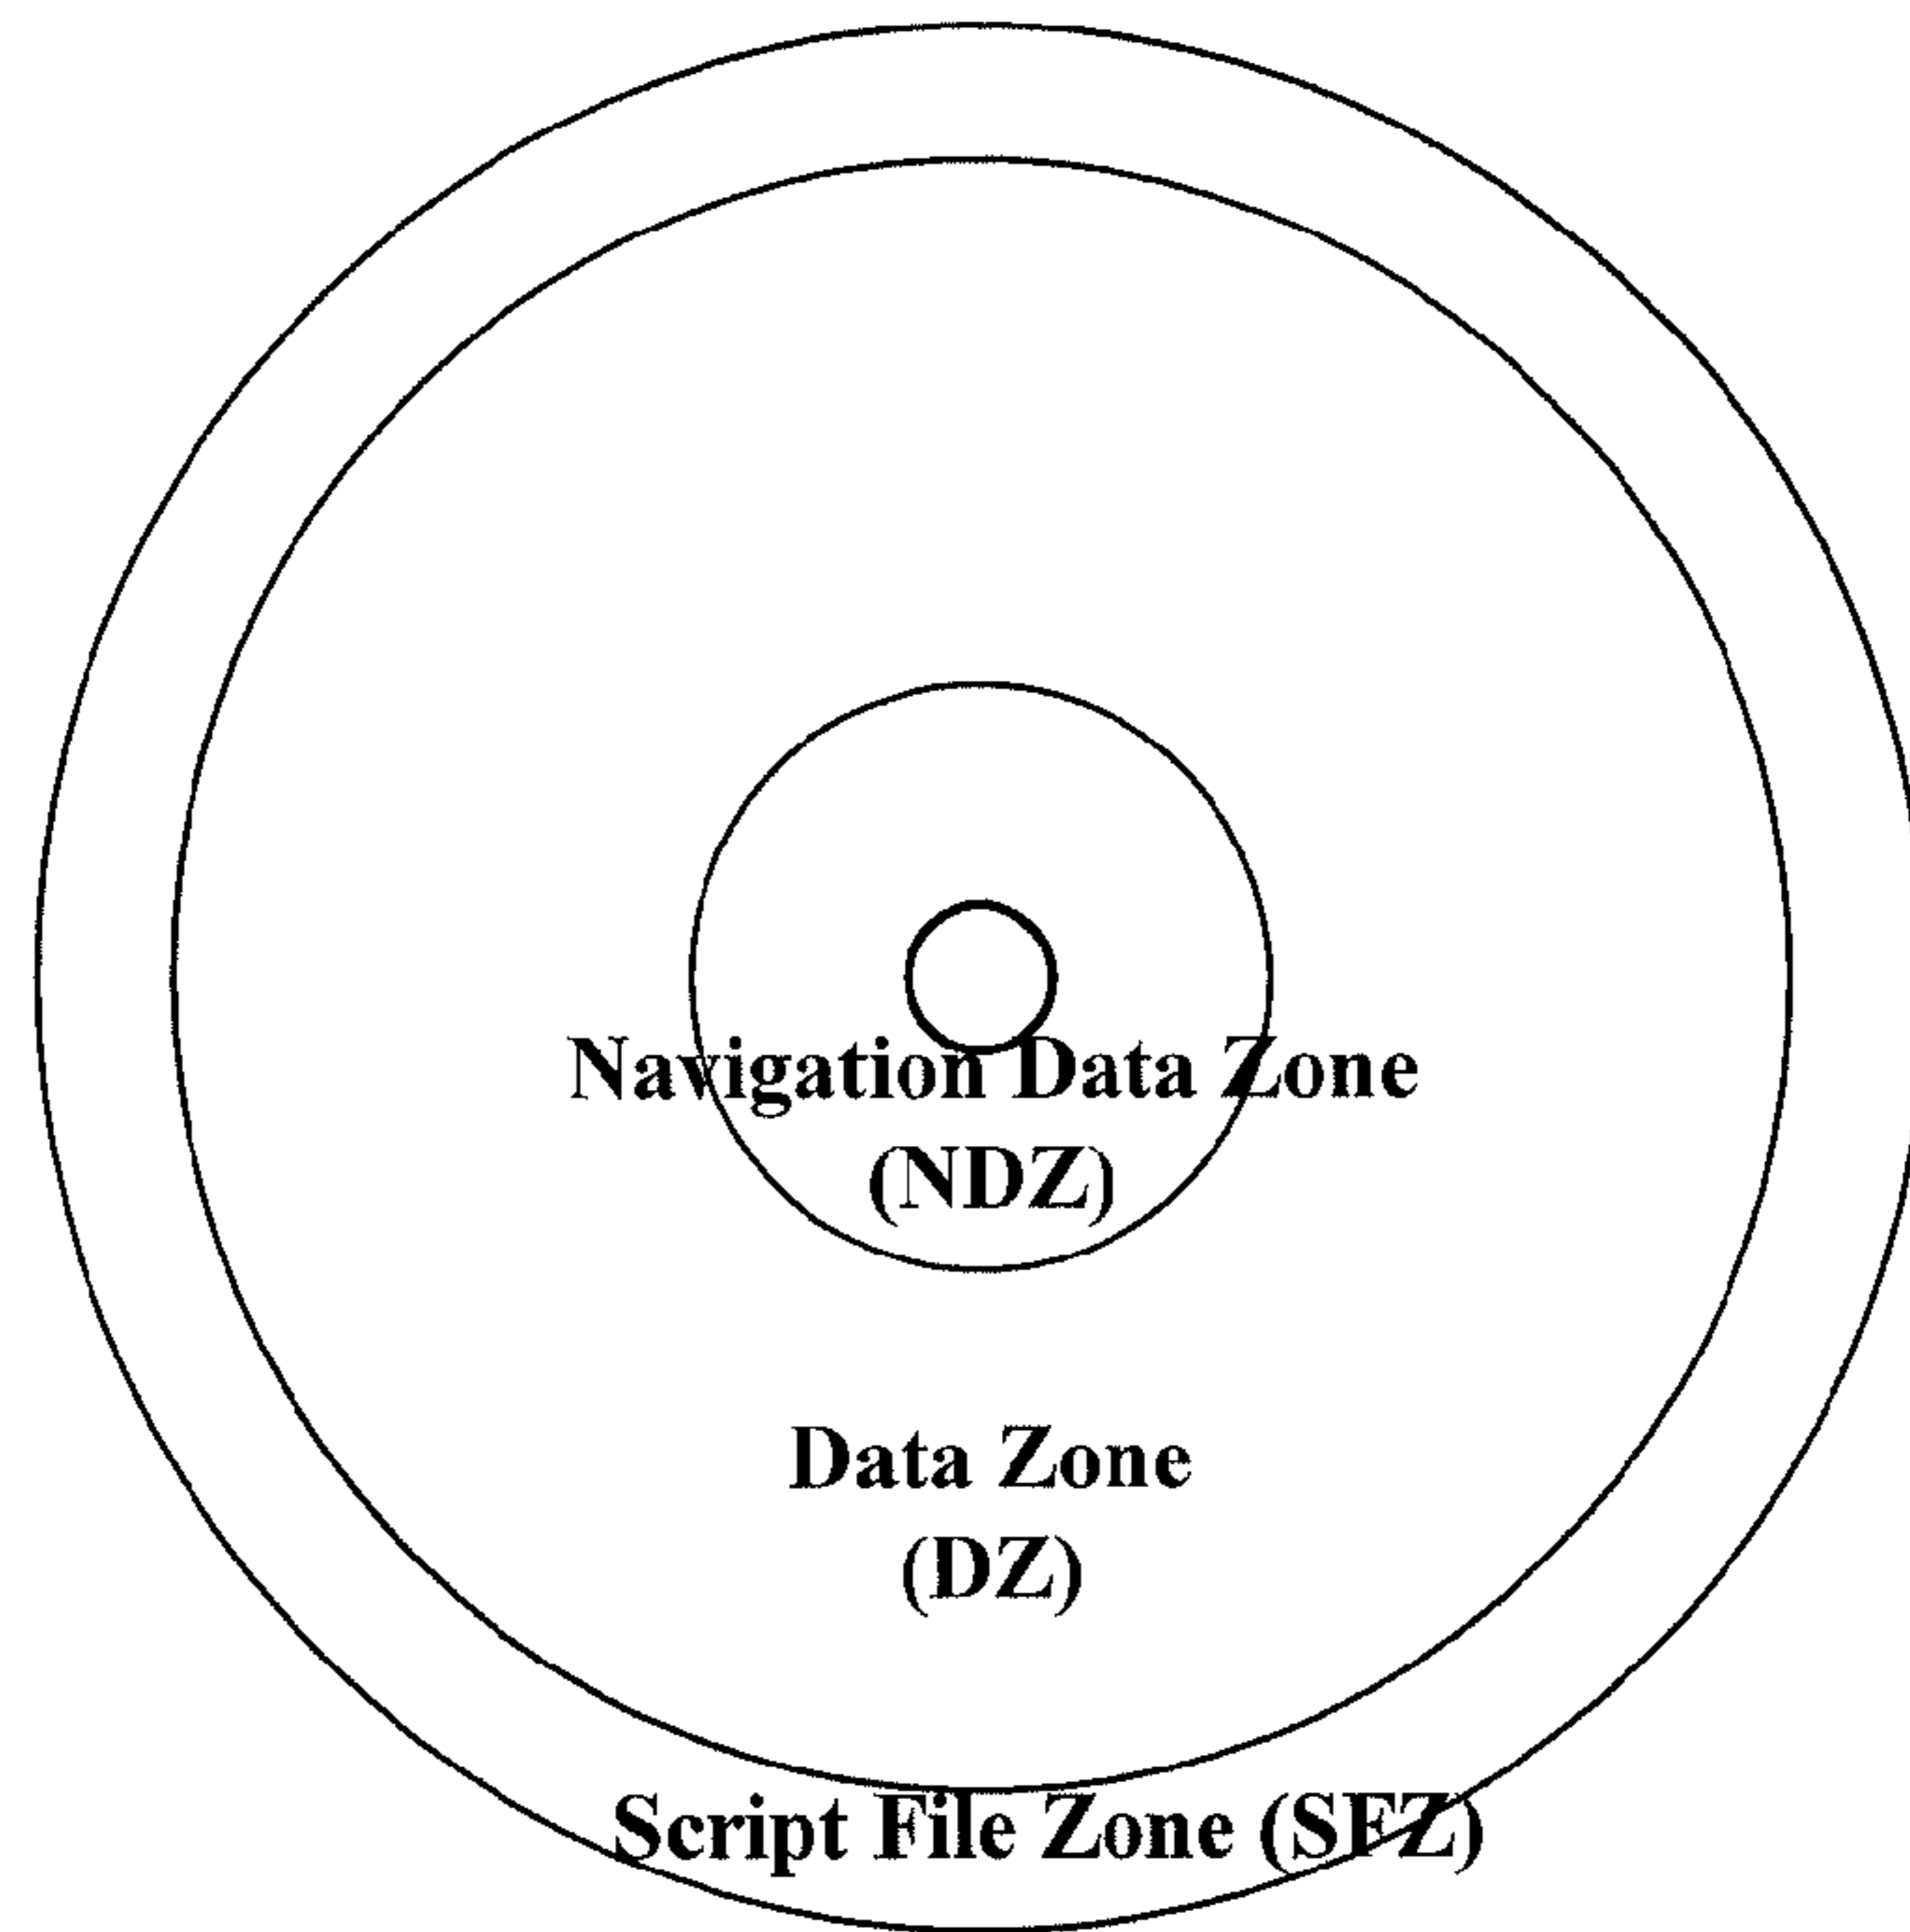 Navigation Data Zone
(NDZ)
Data Zone
(DZ)
Script File Zone (SFZ)